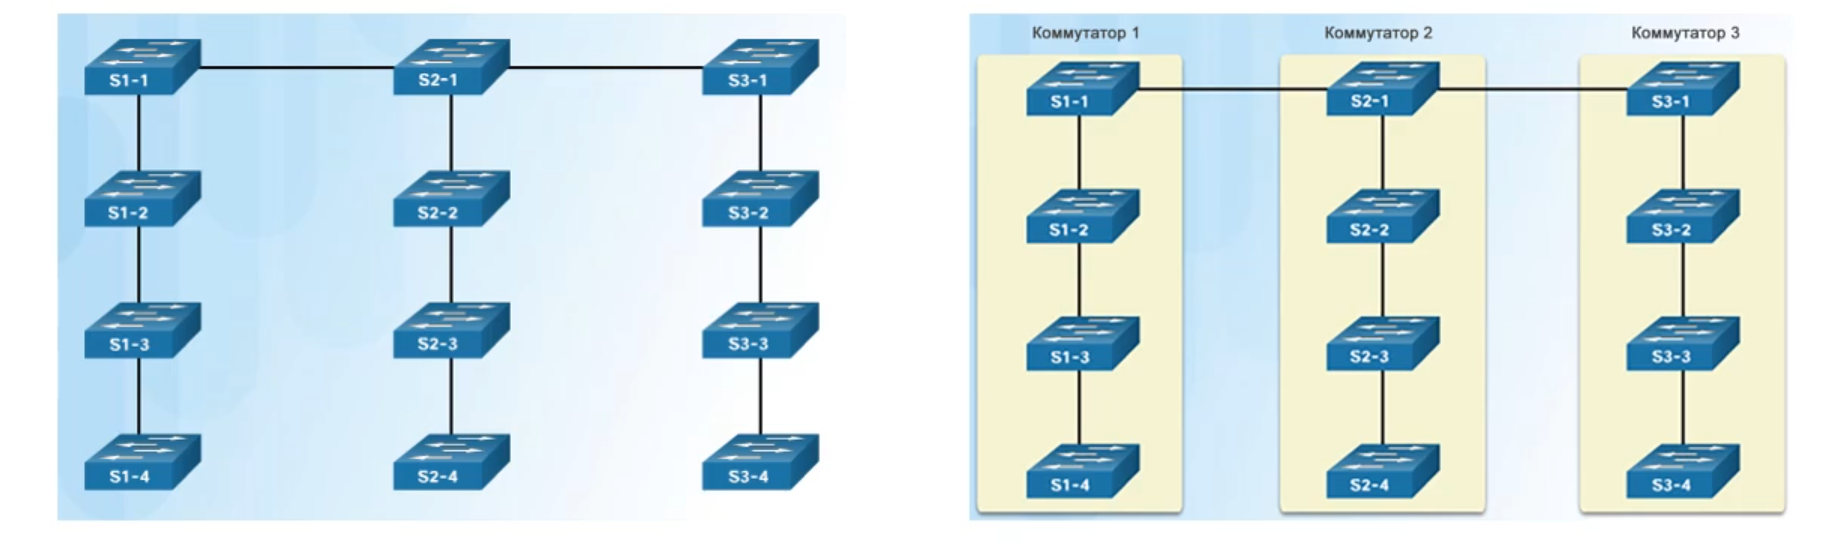 S1-1
S2-1
S3-1
S1-2
S2-2
S3-2
S1-3
S2-3
S3-3
S1-4
S2-4
S3-4
Коммутатор 1
Коммутатор 2
Коммутатор 3
S1-1
S2-1
S3-1
S1-2
S2-2
S3-2
S1-3
S2-3
S3-3
S1-4
S2-4
S3-4